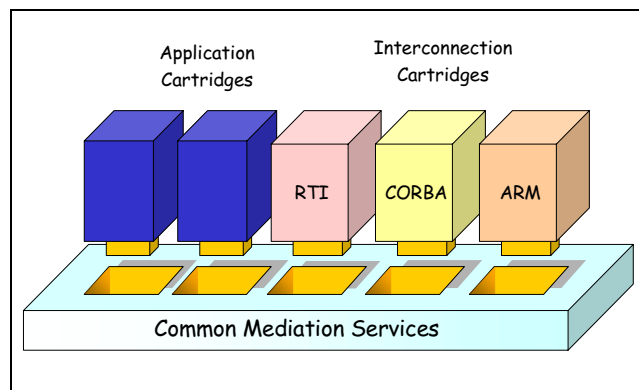 Application
Cartridges
Interconnection
Cartridges
RTI
CORBA
ARM
Common Mediation Services